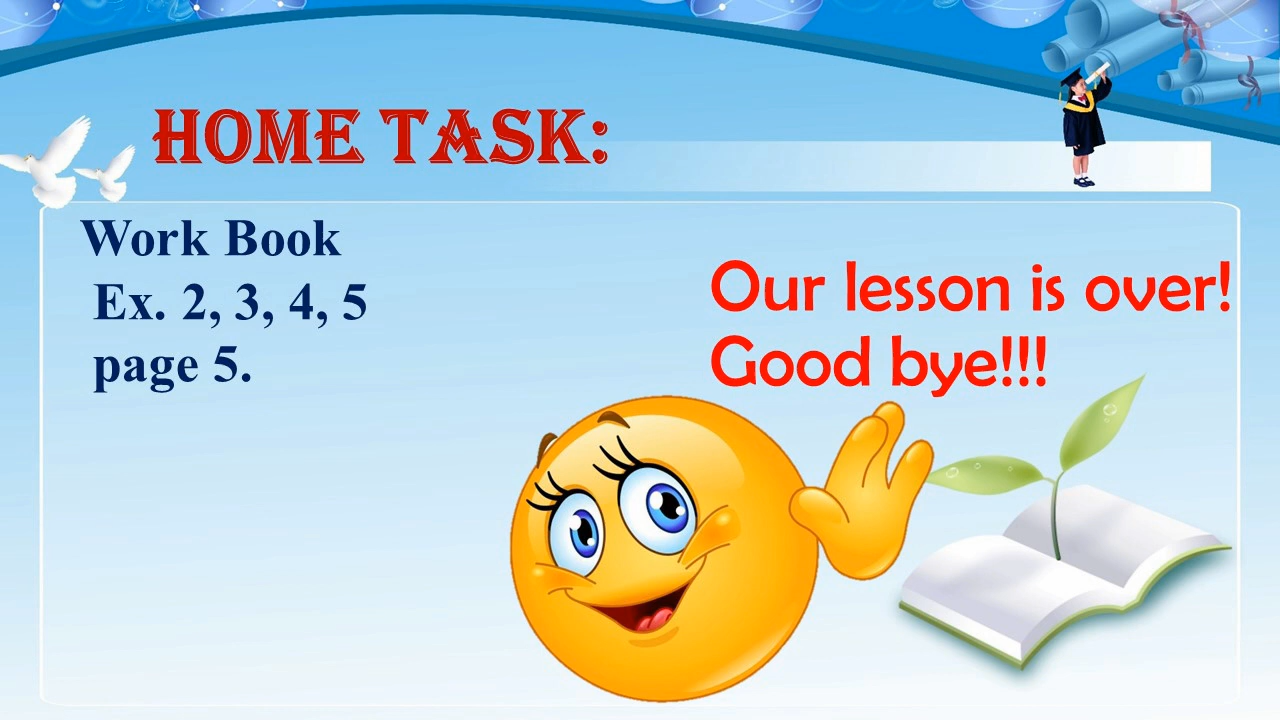 HOME TASK:
Work Book
Ex. 2, 3, 4, 5
page 5.
Our lesson is over!
Good bye!!!